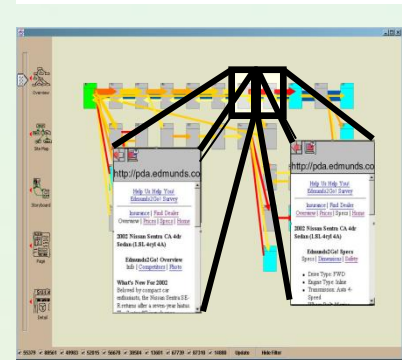 Overview
Site Map
Storyboard
Page
Detail
http://pda.edmunds.co
Help Us Help You!
Edmunds2Go! Survey
Insurance | Find Dealer
Overview | Prices | Specs | Home
2002 Nissan Sentra CA 4dr
Sedan (1.8L 4cyl 4A)
Edmunds2Go! Overview
Info | Competitors | Photo
What's New For 2002
Beloved by compact car
enthusiasts, the Nissan Sentra SE-
R returns after a seven-year hiatus.
http://pda.edmunds.co
Help Us Help You!
Edmunds2Go! Survey
Insurance | Find Dealer
Overview | Prices | Specs | Home
2002 Nissan Sentra CA 4dr
Sedan (1.8L 4cyl 4A)
Edmunds2Go! Specs
Specs | Dimensions | Safety
Drive Type: FWD
Engine Type: Inline
Transmission: Auto 4-
Speed
Update Hide Filter